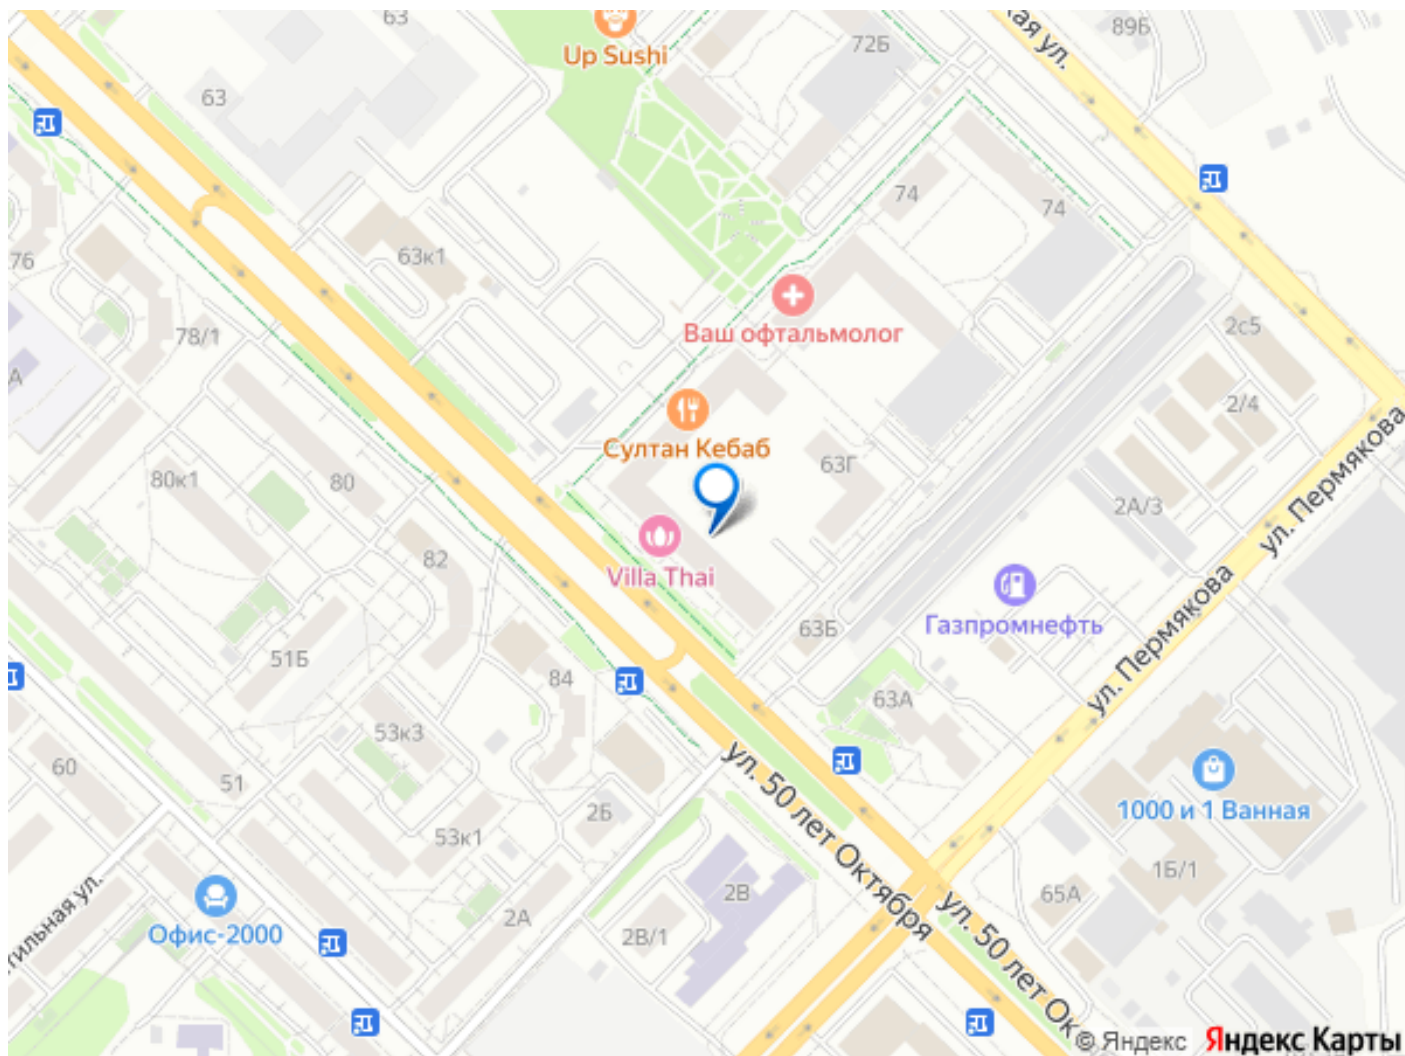 63
89Б
ая ул.
Up Sushi
72Б
63
74
74
63к1
76
2с5
78/1
Ваш офтальмолог
А
2/4
Султан Кебаб
63Г
80к1
80
2А/3
ул. Пермякова
82
Villa Thai
Газпромнефть
63Б
51Б
84
ул. Пермякова
63А
53к3
60
51
1000 и 1 Ванная
2Б
53к1
ул. 50 лет Октября
1Б/1
2В
65А
2А
тильная ул.
Офис-2000
2В/1
ул. 50 лет Ок
© Яндекс
Яндекс Карты